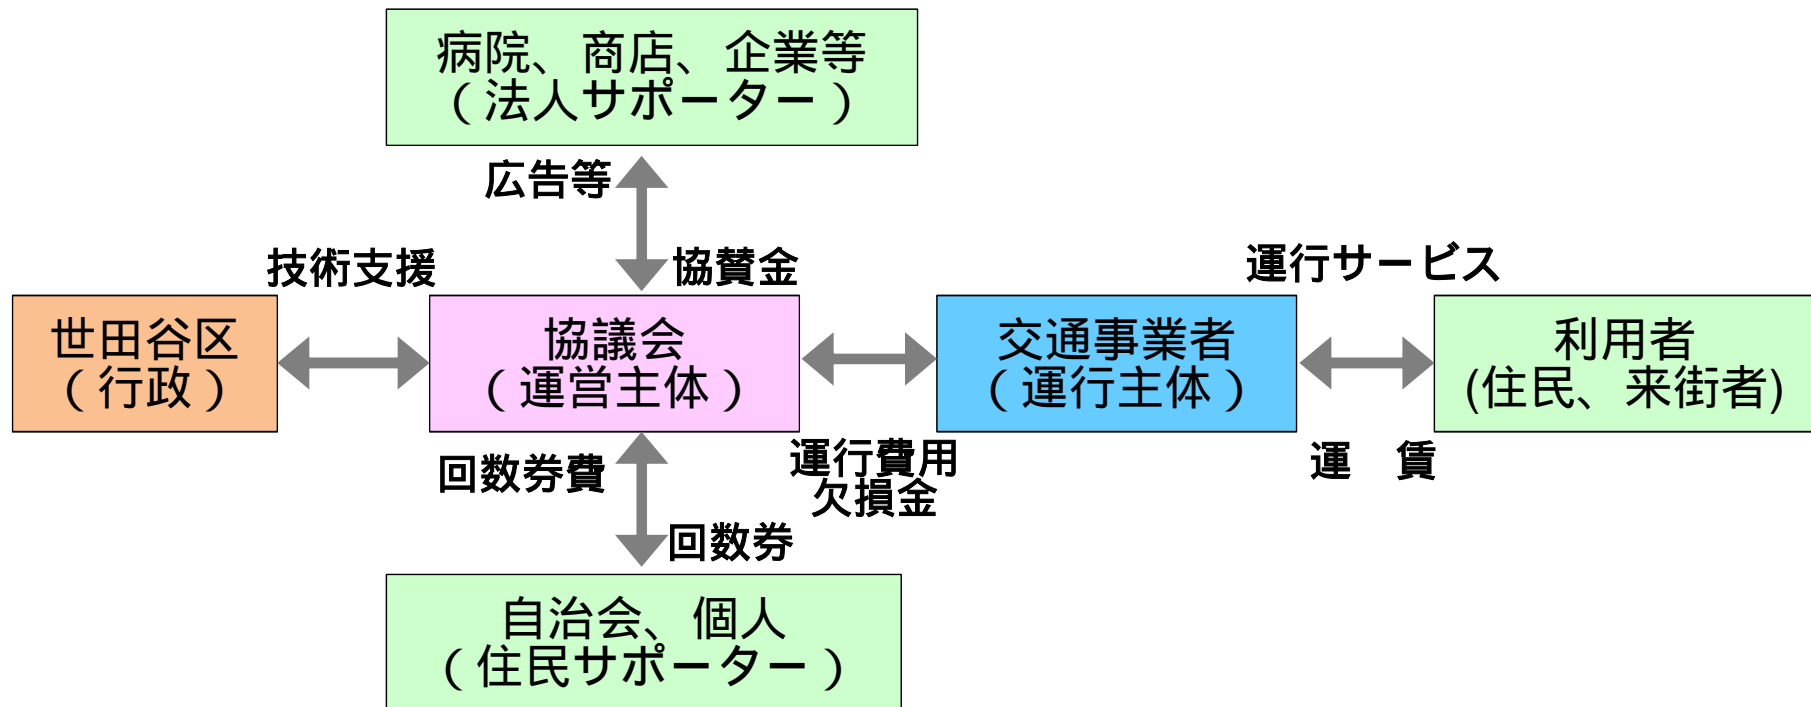 病院、商店、企業等
（法人サポーター）
広告等
協賛金
技術支援
運行サービス
世田谷区
（行政）
協議会
（運営主体）
交通事業者
（運行主体）
利用者
(住民、来街者)
回数券費
運行費用
欠損金
運　賃
回数券
自治会、個人
（住民サポーター）